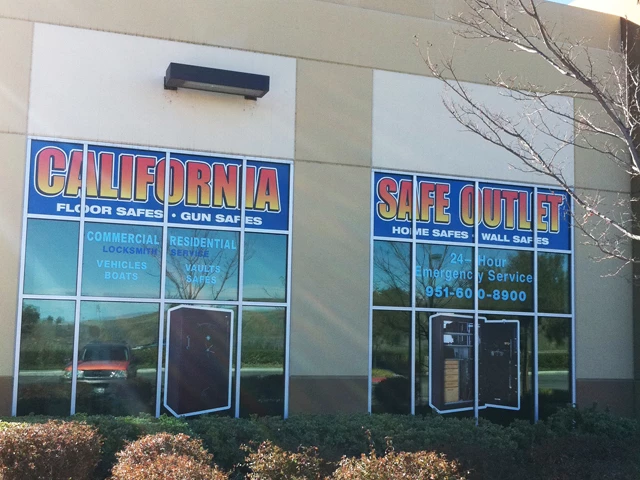 CALIFORNIA
FLOOR SAFES • GUN SAFES
COMMERCIAL RESIDENTIAL
LOCKSMITH SERVICE
VEHICLES VAULTS
BOATS SAFES
SAFE OUTLET
HOME SAFES • WALL SAFES
24-Hour
Emergency Service
951-600-8900